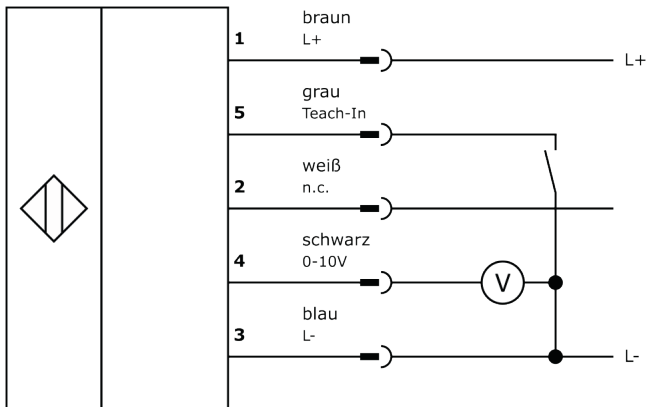 braun
1 L+
L+
grau
5 Teach-In
weiß
2 n.c.
schwarz
4 0-10V
V
blau
3 L-
L-